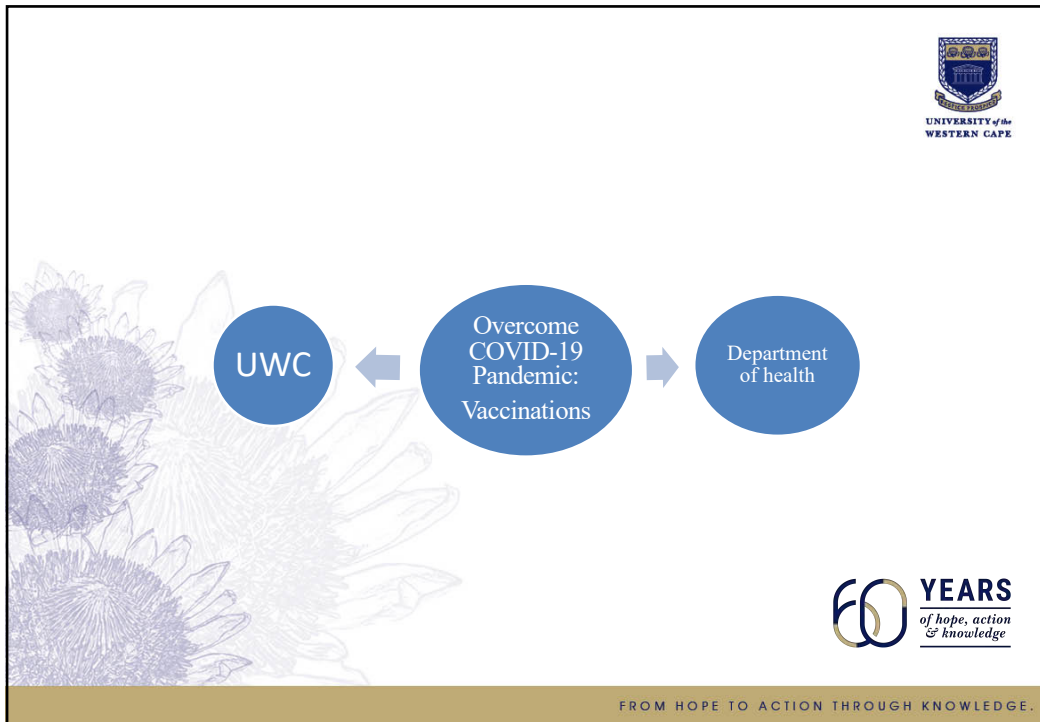 UNIVERSITY of the
WESTERN CAPE
UWC
Overcome
COVID-19
Pandemic:
Vaccinations
Department
of health
60 YEARS
of hope, action
& knowledge
FROM HOPE TO ACTION THROUGH KNOWLEDGE.